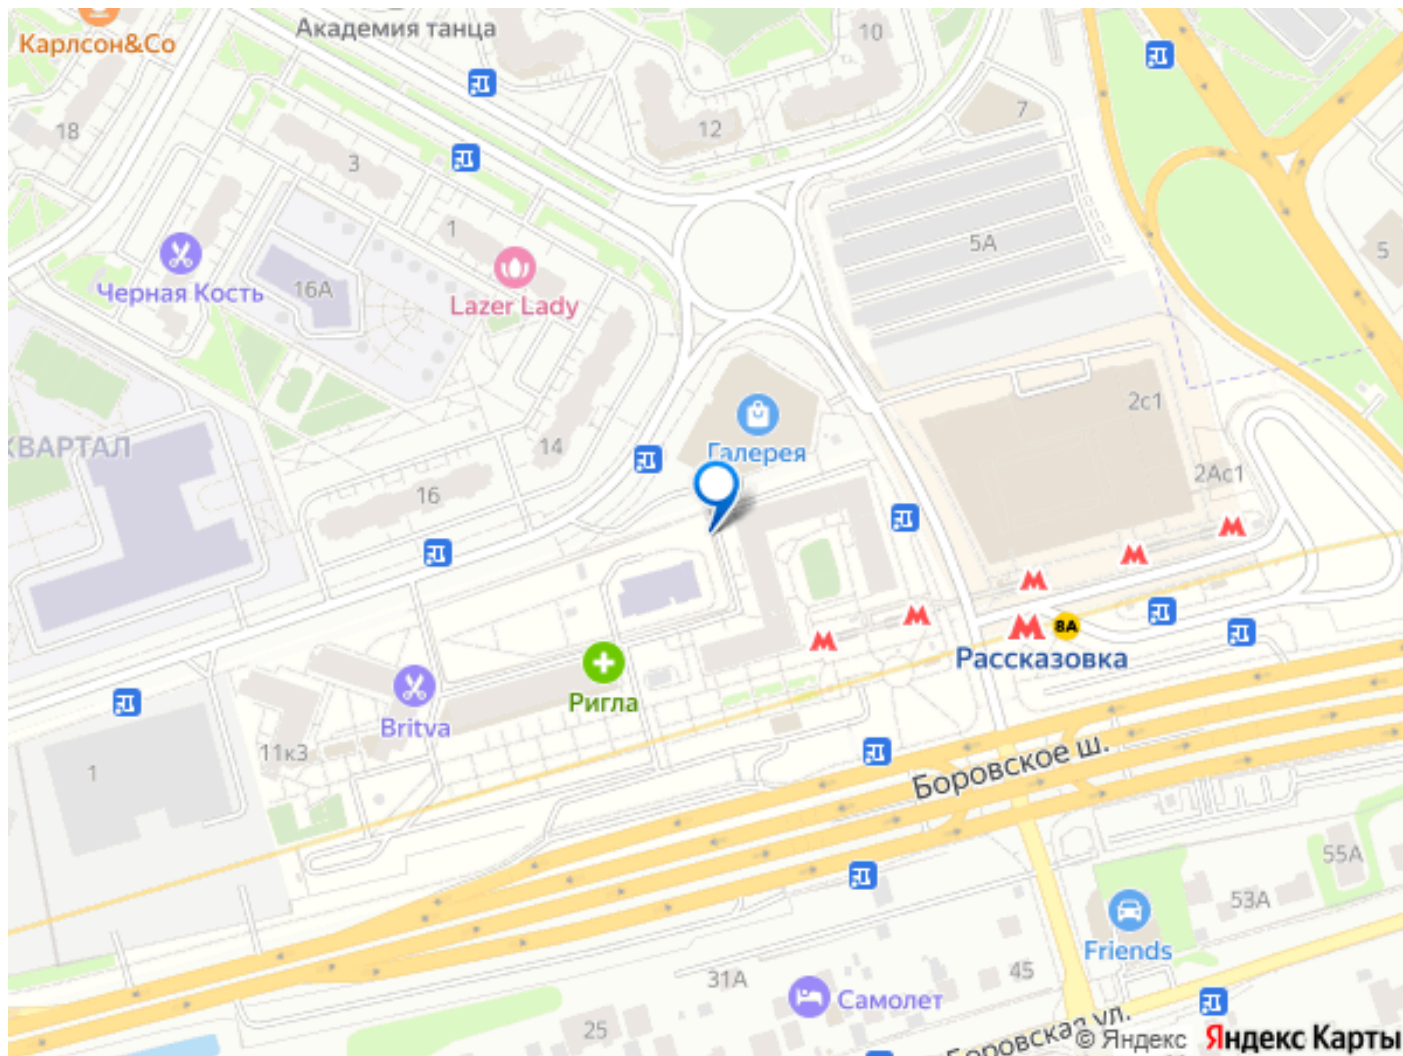 Карлсон&Co
Академия танца
10
12
7
18
3
1
5А
5
Черная Кость
16А
Lazer Lady
2с1
КВАРТАЛ
14
Галерея
16
2Ас1
8А
Рассказовка
Ригла
Britva
11к3
1
Боровское ш.
55А
53А
Friends
31А
45
Самолет
25
Боровская ул.
© Яндекс Яндекс Карты